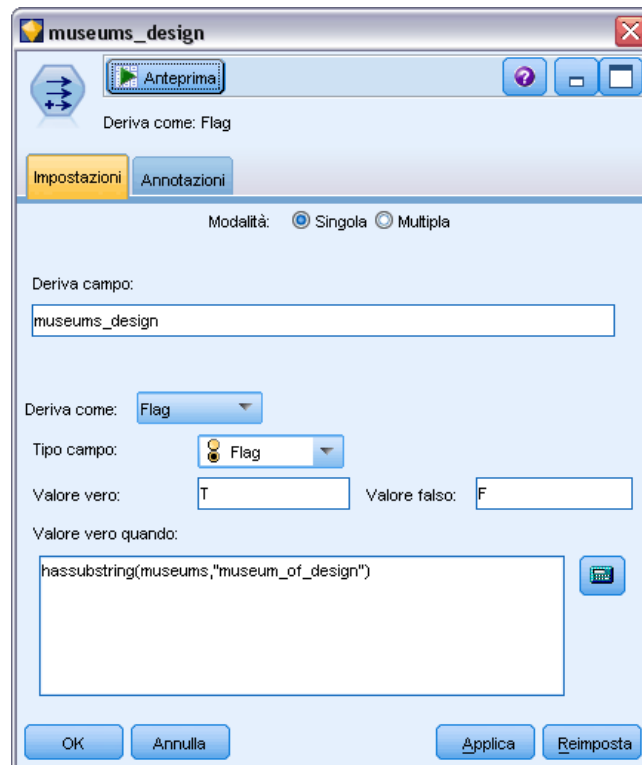 museums_design
Anteprima
Deriva come: Flag
Impostazioni Annotazioni
Modalità: Singola Multipla
Deriva campo:
museums_design
Deriva come: Flag
Tipo campo: Flag
Valore vero: T Valore falso: F
Valore vero quando:
hassubstring(museums,"museum_of_design")
OK Annulla Applica Reimposta